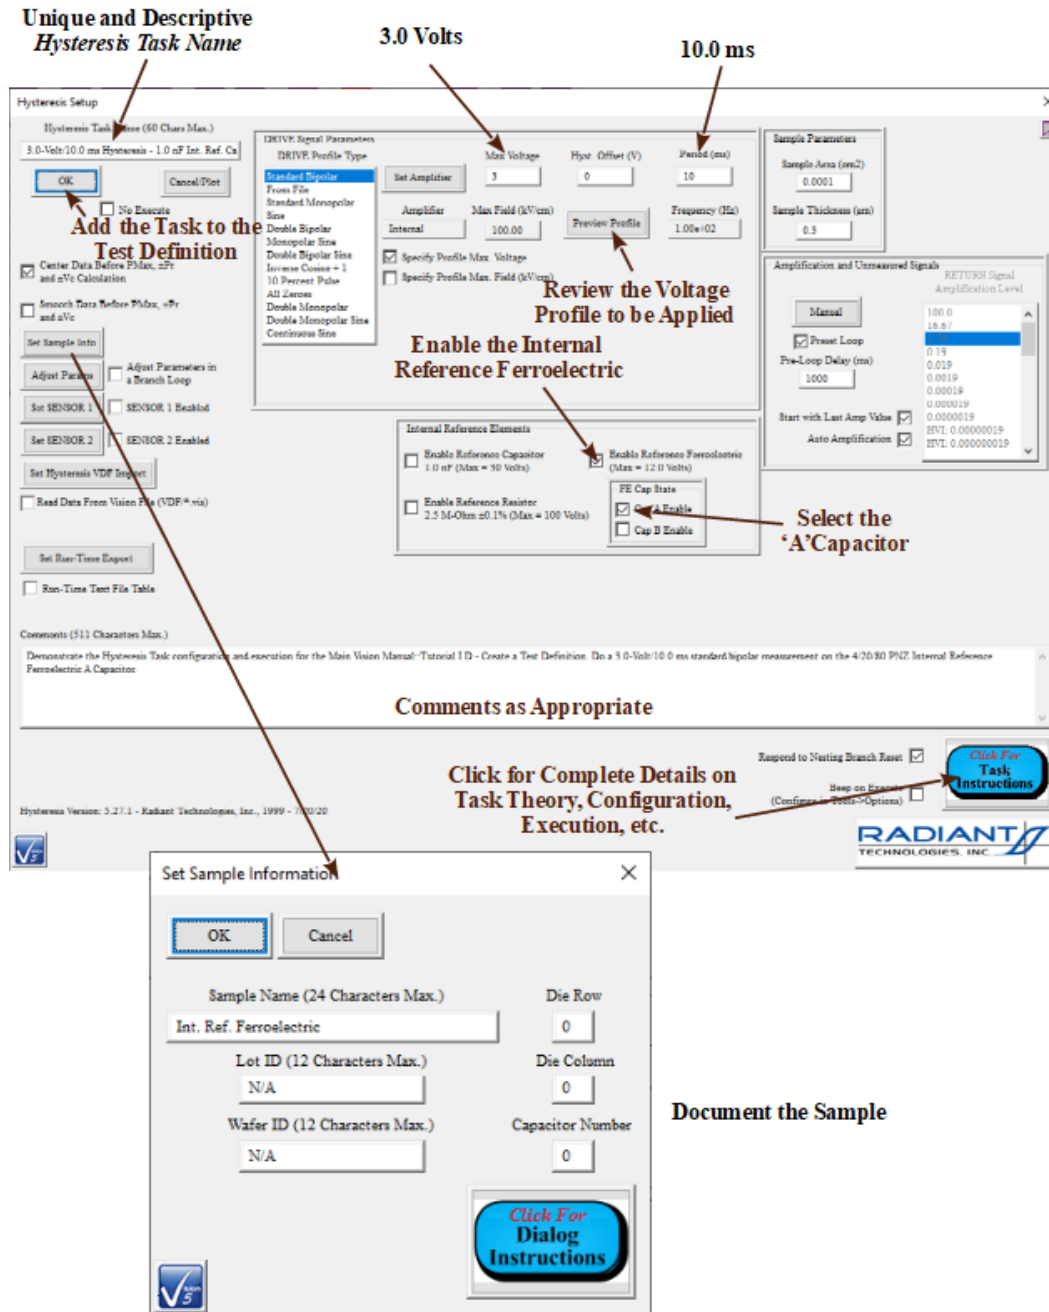 Unique and Descriptive
Hysteresis Task Name
3.0 Volts
10.0 ms
Hysteresis Setup
Hysteresis Task Name (60 Chars Max.)
3.0-Volt/10.0 ms Hysteresis - 1.0 nF Int. Ref. Ca
OK
Cancel/Plot
No Execute
Add the Task to the
Test Definition
Center Data Before PMax, ±Pr
and ±Vc Calculation
Smooth Data Before PMax, ±Pr
and ±Vc
Set Sample Info
Adjust Params
Adjust Parameters in
a Branch Loop
Set SENSOR 1
SENSOR 1 Enabled
Set SENSOR 2
SENSOR 2 Enabled
Set Hysteresis VDF Import
Read Data From Vision File (VDF/*.vis)
Set Run-Time Export
Run-Time Text File Table
DRIVE Signal Parameters
DRIVE Profile Type
Standard Bipolar
From File
Standard Monopolar
Sine
Double Bipolar
Monopolar Sine
Double Bipolar Sine
Inverse Cosine + 1
10 Percent Pulse
All Zeroes
Double Monopolar
Double Monopolar Sine
Continuous Sine
Set Amplifier
Max Voltage
3
Hyst. Offset (V)
0
Period (ms)
10
Amplifier
Internal
Max Field (kV/cm)
100.00
Preview Profile
Frequency (Hz)
1.00e+02
Specify Profile Max. Voltage
Specify Profile Max. Field (kV/cm)
Review the Voltage
Profile to be Applied
Enable the Internal
Reference Ferroelectric
Sample Parameters
Sample Area (cm2)
0.0001
Sample Thickness (µm)
0.3
Amplification and Unmeasured Signals
RETURN Signal
Amplification Level
Manual
Preset Loop
Pre-Loop Delay (ms)
1000
Start with Last Amp Value
Auto Amplification
100.0
16.67
0.19
0.019
0.0019
0.00019
0.000019
0.0000019
HVI: 0.00000019
HVI: 0.000000019
Internal Reference Elements
Enable Reference Capacitor
1.0 nF (Max = 30 Volts)
Enable Reference Ferroelectric
(Max = 12.0 Volts)
Enable Reference Resistor
2.5 M-Ohm ±0.1% (Max = 100 Volts)
FE Cap State
Cap A Enable
Cap B Enable
Select the
‘A’Capacitor
Comments (511 Characters Max.)
Demonstrate the Hysteresis Task configuration and execution for the Main Vision Manual: Tutorial I.D - Create a Test Definition. Do a 3.0-Volt/10.0 ms standard bipolar measurement on the 4/20/80 PNZ Internal Reference
Ferroelectric A Capacitor.
Comments as Appropriate
Click for Complete Details on
Task Theory, Configuration,
Execution, etc.
Respond to Nesting Branch Reset
Beep on Execute
(Configure in Tools->Options)
Click For
Task
Instructions
Hysteresis Version: 5.27.1 - Radiant Technologies, Inc., 1999 - 7/20/20
RADIANT
TECHNOLOGIES, INC
Set Sample Information
OK
Cancel
Sample Name (24 Characters Max.)
Int. Ref. Ferroelectric
Die Row
0
Lot ID (12 Characters Max.)
N/A
Die Column
0
Wafer ID (12 Characters Max.)
N/A
Capacitor Number
0
Document the Sample
Click For
Dialog
Instructions